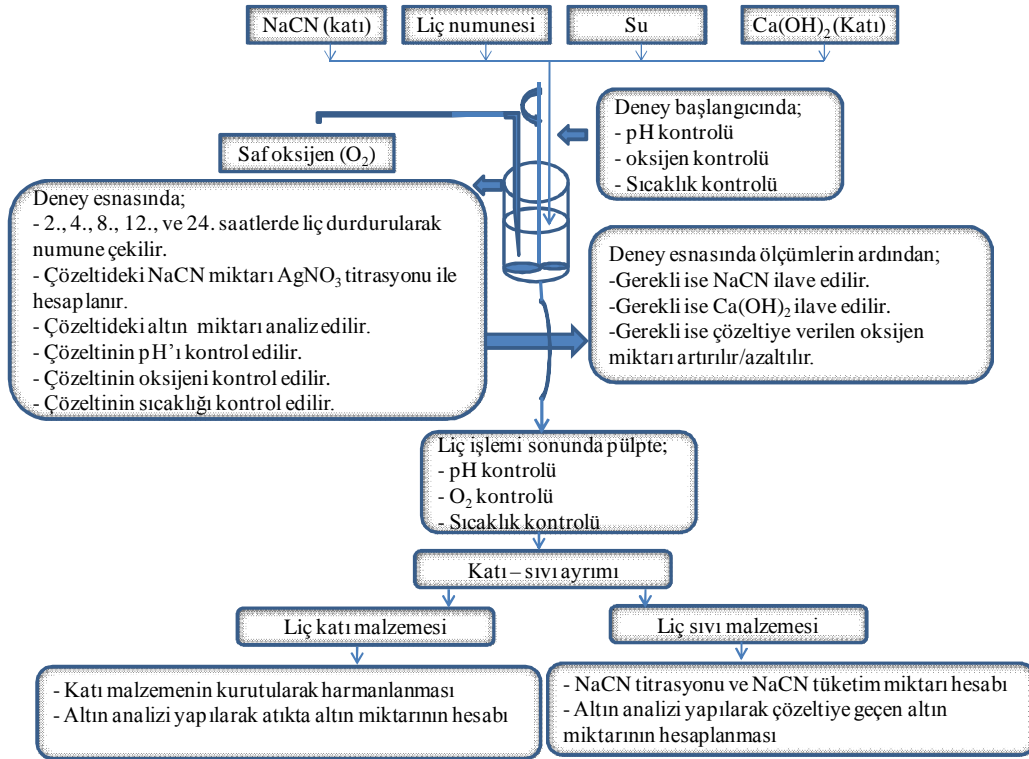 NaCN (katı)
Liç numunesi
Su
Ca(OH)2 (Katı)
Deney başlangıcında;
- pH kontrolü
- oksijen kontrolü
- Sıcaklık kontrolü
Saf oksijen (O2)
Deney esnasında;
- 2., 4., 8., 12., ve 24. saatlerde liç durdurularak
numune çekilir.
- Çözeltideki NaCN miktarı AgNO3 titrasyonu ile
hesaplanır.
- Çözeltideki altın miktarı analiz edilir.
- Çözeltinin pH’ı kontrol edilir.
- Çözeltinin oksijeni kontrol edilir.
- Çözeltinin sıcaklığı kontrol edilir.
Deney esnasında ölçümlerin ardından;
-Gerekli ise NaCN ilave edilir.
-Gerekli ise Ca(OH)2 ilave edilir.
-Gerekli ise çözeltiye verilen oksijen
miktarı artırılır/azaltılır.
Liç işlemi sonunda pülpte;
- pH kontrolü
- O2 kontrolü
- Sıcaklık kontrolü
Katı – sıvı ayrımı
Liç katı malzemesi
Liç sıvı malzemesi
- Katı malzemenin kurutularak harmanlanması
- Altın analizi yapılarak atıkta altın miktarının hesabı
- NaCN titrasyonu ve NaCN tüketim miktarı hesabı
- Altın analizi yapılarak çözeltiye geçen altın
miktarının hesaplanması